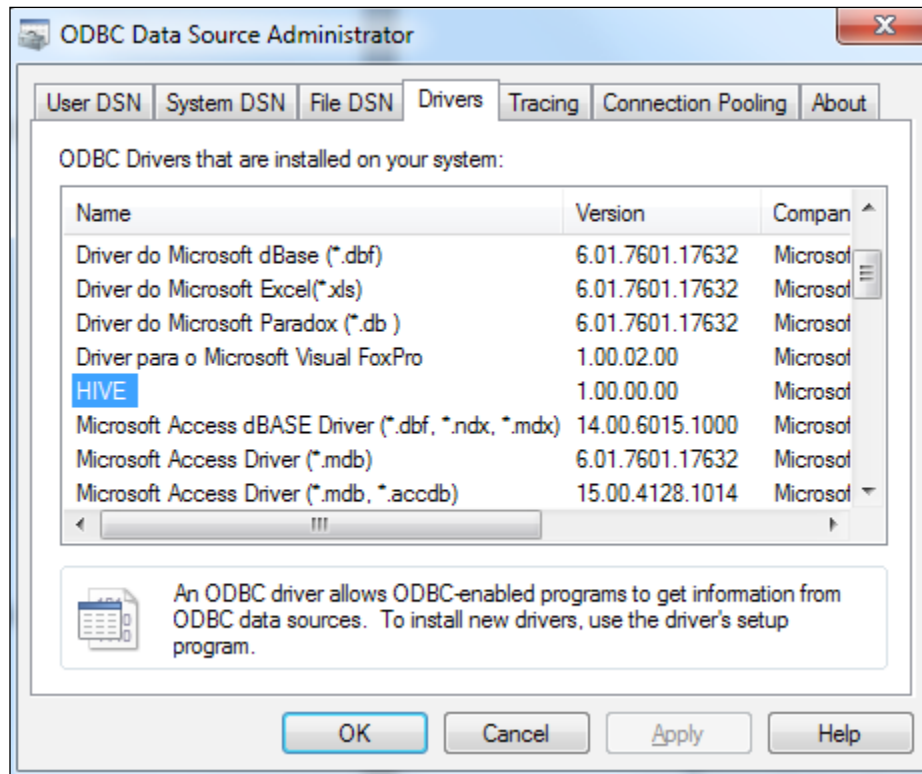 ODBC Data Source Administrator
User DSN System DSN File DSN Drivers Tracing Connection Pooling About
ODBC Drivers that are installed on your system:
Name Version Compan
Driver do Microsoft dBase (*.dbf) 6.01.7601.17632 Microsof
Driver do Microsoft Excel(*.xls) 6.01.7601.17632 Microsof
Driver do Microsoft Paradox (*.db ) 6.01.7601.17632 Microsof
Driver para o Microsoft Visual FoxPro 1.00.02.00 Microsof
HIVE 1.00.00.00 Microsof
Microsoft Access dBASE Driver (*.dbf, *.ndx, *.mdx) 14.00.6015.1000 Microsof
Microsoft Access Driver (*.mdb) 6.01.7601.17632 Microsof
Microsoft Access Driver (*.mdb, *.accdb) 15.00.4128.1014 Microsof
An ODBC driver allows ODBC-enabled programs to get information from
ODBC data sources. To install new drivers, use the driver's setup
program.
OK Cancel Apply Help